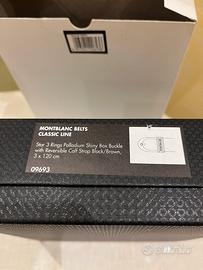 MONTBLANC BELTS
CLASSIC LINE
Star 3 Rings Palladium Shiny Box Buckle
with Reversible Calf Strap Black/Brown,
3 x 120 cm
09693
subito